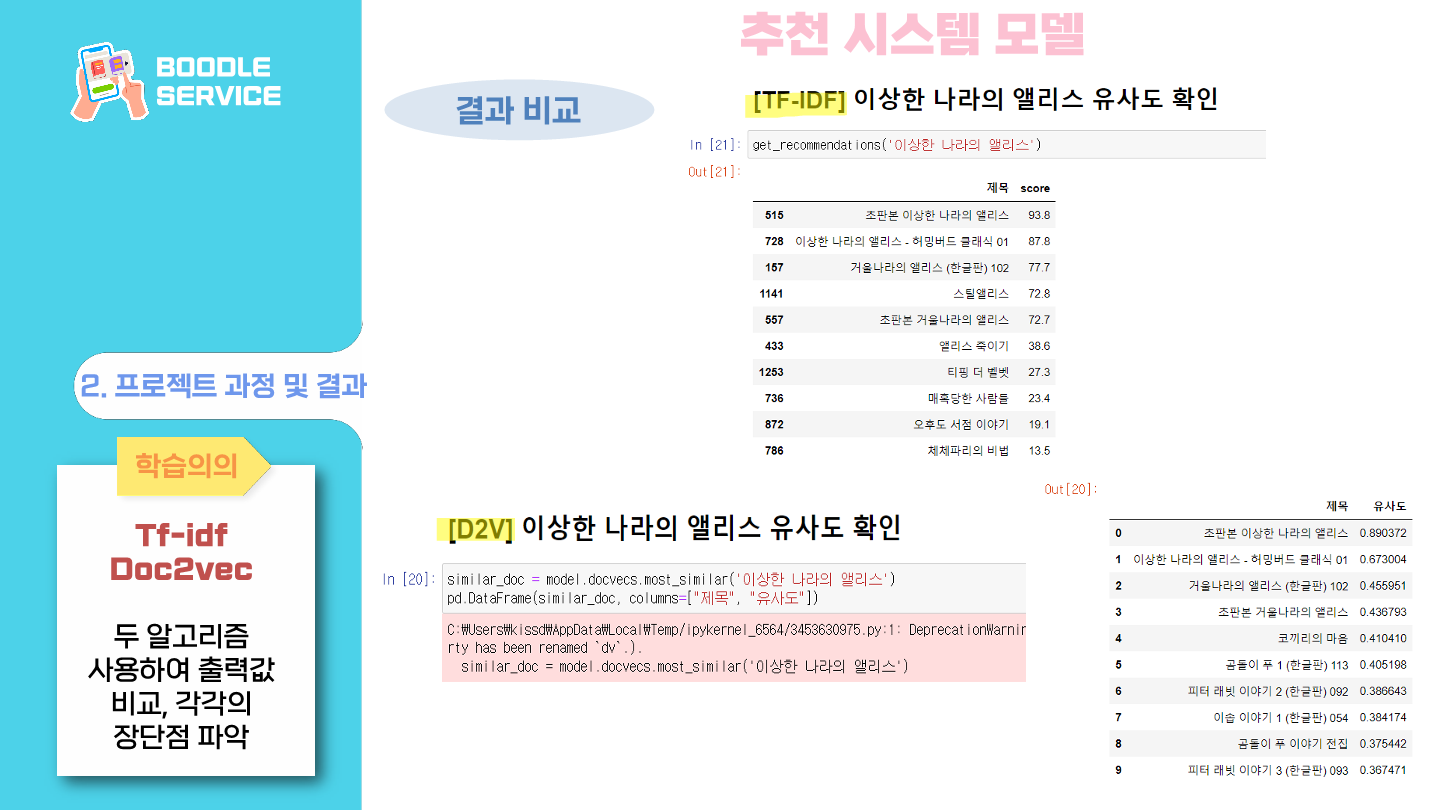 BOODLE
SERVICE
2. 프로젝트 과정 및 결과
학습의의
Tf-idf
Doc2vec
두 알고리즘
사용하여 출력값
비교, 각각의
장단점 파악
추천 시스템 모델
결과 비교
[TF-IDF] 이상한 나라의 앨리스 유사도 확인
In [21]: get_recommendations('이상한 나라의 앨리스')
Out[21]:
제목 score
515 조판본 이상한 나라의 앨리스 93.8
728 이상한 나라의 앨리스 - 허밍버드 클래식 01 87.8
157 거울나라의 앨리스 (한글판) 102 77.7
1141 스틸앨리스 72.8
557 조판본 거울나라의 앨리스 72.7
433 앨리스 죽이기 38.6
1253 티핑 더 벨벳 27.3
736 매혹당한 사람들 23.4
872 오후도 서점 이야기 19.1
786 체체파리의 비법 13.5
[D2V] 이상한 나라의 앨리스 유사도 확인
In [20]: similar_doc = model.docvecs.most_similar('이상한 나라의 앨리스')
pd.DataFrame(similar_doc, columns=["제목", "유사도"])
C:₩Users₩kissd₩AppData₩Local₩Temp/ipykernel_6564/3453630975.py:1: DeprecationWarnin
rty has been renamed `dv`.).
similar_doc = model.docvecs.most_similar('이상한 나라의 앨리스')
Out[20]:
제목 유사도
0 조판본 이상한 나라의 앨리스 0.890372
1 이상한 나라의 앨리스 - 허밍버드 클래식 01 0.673004
2 거울나라의 앨리스 (한글판) 102 0.455951
3 조판본 거울나라의 앨리스 0.436793
4 코끼리의 마음 0.410410
5 곰돌이 푸 1 (한글판) 113 0.405198
6 피터 래빗 이야기 2 (한글판) 092 0.386643
7 이솝 이야기 1 (한글판) 054 0.384174
8 곰돌이 푸 이야기 전집 0.375442
9 피터 래빗 이야기 3 (한글판) 093 0.367471